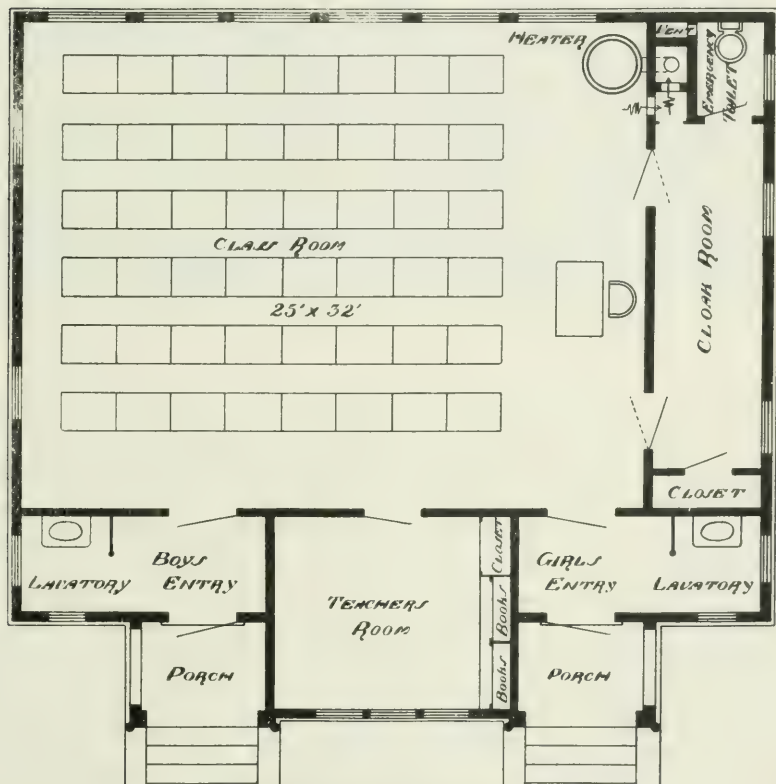 HEATER
VENT
EMERGENCY
TOILET
CLASS ROOM
25' x 32'
CLOAK ROOM
CLOSET
LAVATORY
BOYS
ENTRY
TEACHERS
ROOM
CLOSET
BOOKS
BOOKS
GIRLS
ENTRY
LAVATORY
PORCH
PORCH